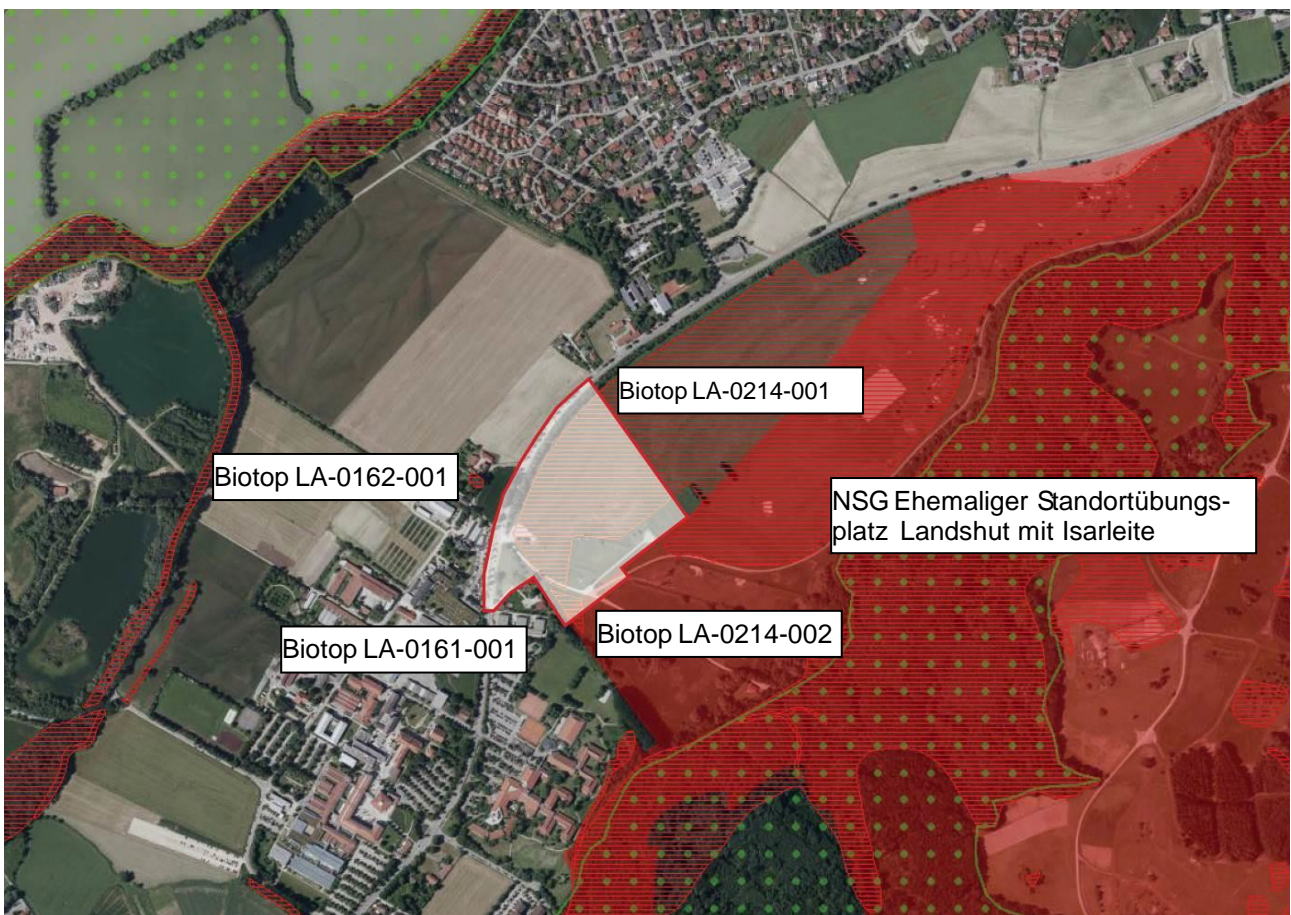 Biotop LA-0214-001
Biotop LA-0162-001
NSG Ehemaliger Standortübungs-
platz Landshut mit Isarleite
Biotop LA-0161-001
Biotop LA-0214-002